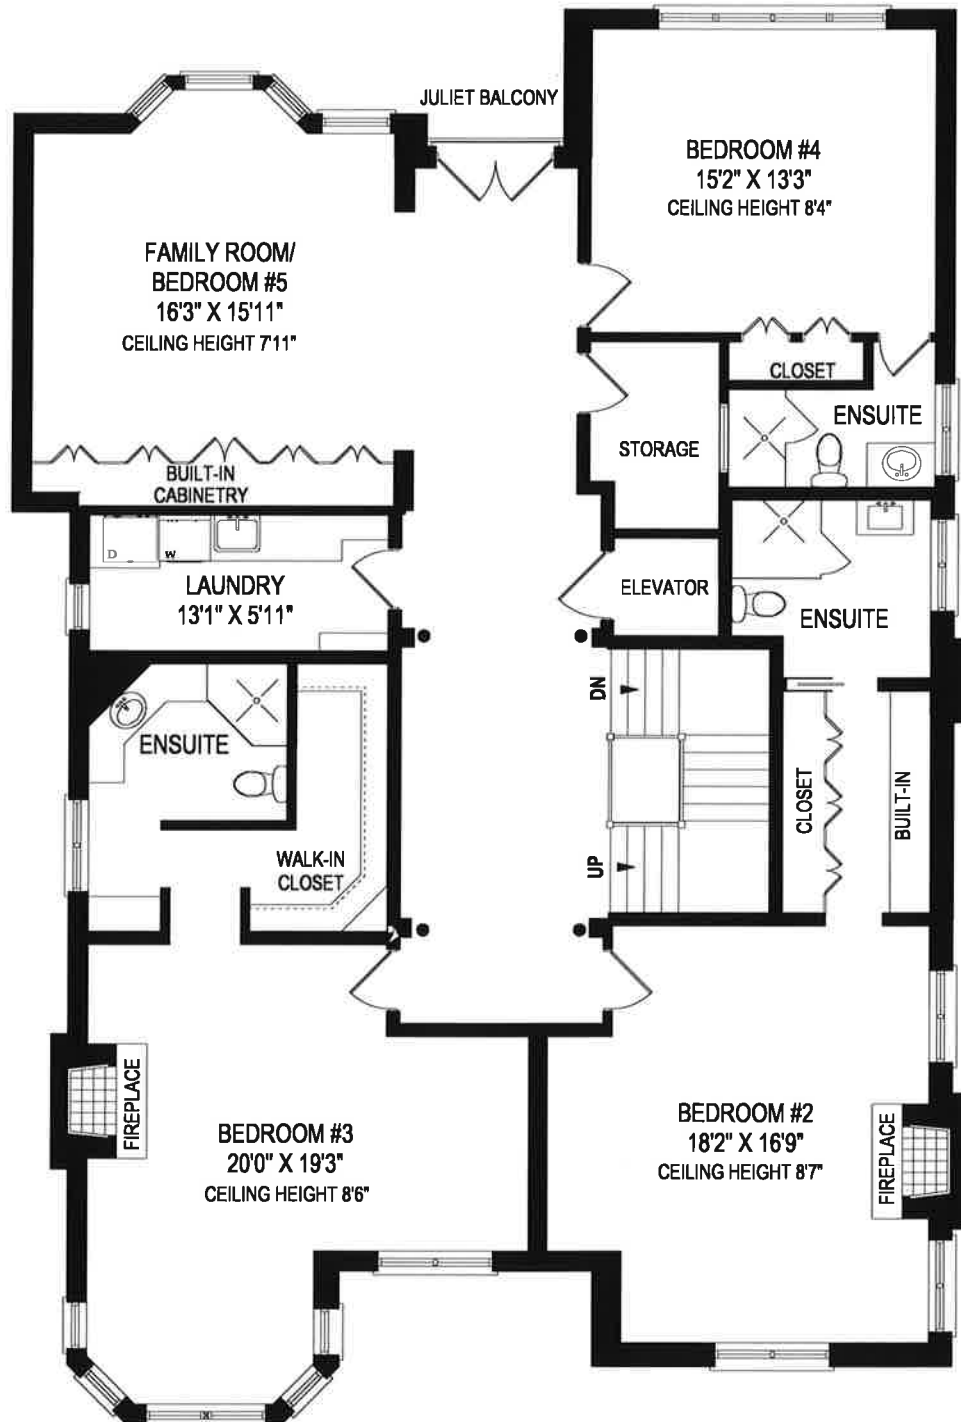 JULIET BALCONY
BEDROOM #4
15'2" X 13'3"
CEILING HEIGHT 8'4"
FAMILY ROOM/
BEDROOM #5
16'3" X 15'11"
CEILING HEIGHT 7'11"
CLOSET
ENSUITE
STORAGE
BUILT-IN
CABINETRY
D
W
LAUNDRY
13'1" X 5'11"
ELEVATOR
ENSUITE
DN
ENSUITE
CLOSET
BUILT-IN
WALK-IN
CLOSET
UP
FIREPLACE
BEDROOM #3
20'0" X 19'3"
CEILING HEIGHT 8'6"
BEDROOM #2
18'2" X 16'9"
CEILING HEIGHT 8'7"
FIREPLACE